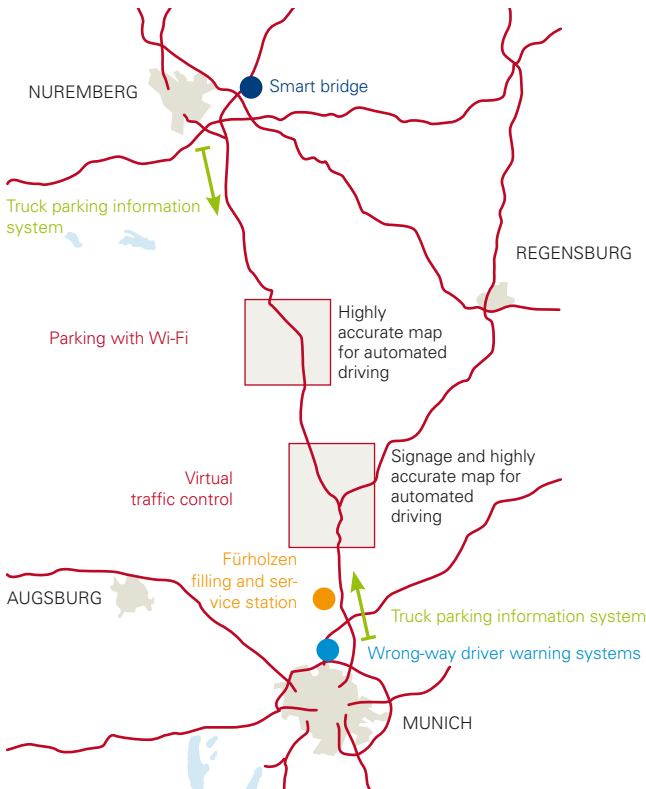 NUREMBERG
Smart bridge
Truck parking information
system
REGENSBURG
Parking with Wi-Fi
Highly
accurate map
for automated
driving
Virtual
traffic control
Signage and highly
accurate map for
automated
driving
Fürholzen
filling and ser-
vice station
AUGSBURG
Truck parking information system
Wrong-way driver warning systems
MUNICH